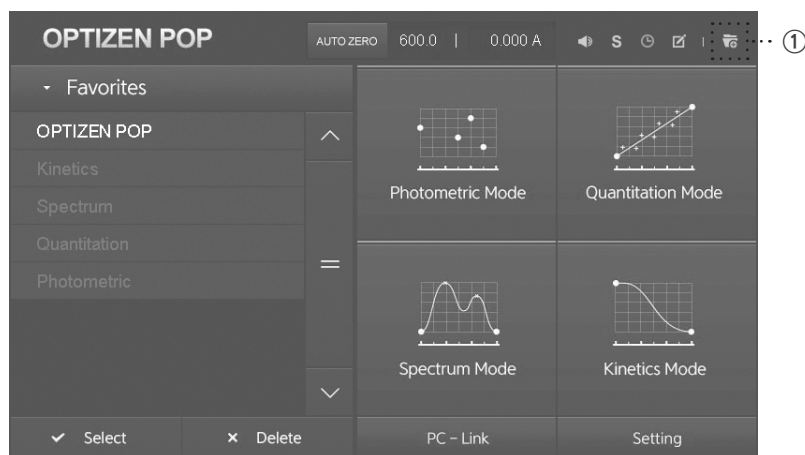 OPTIZEN POP
AUTO ZERO 600.0 | 0.000 A S ①
Favorites
OPTIZEN POP
Kinetics
Spectrum
Quantitation
Photometric
Photometric Mode
Quantitation Mode
Spectrum Mode
Kinetics Mode
Select
Delete
PC – Link
Setting